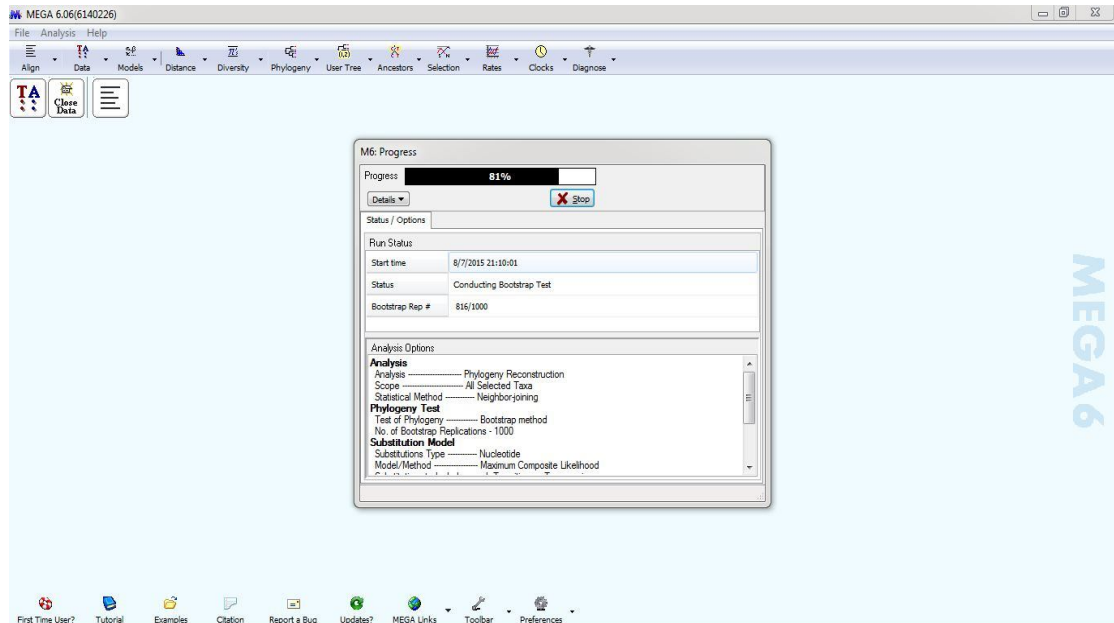 MEGA 6.06(6140226)
File Analysis Help
Align Data Models Distance Diversity Phylogeny User Tree Ancestors Selection Rates Clocks Diagnose
TA Close Data
M6: Progress
Progress 81%
Details Stop
Status / Options
Run Status
Start time 8/7/2015 21:10:01
Status Conducting Bootstrap Test
Bootstrap Rep # 816/1000
Analysis Options
Analysis
Analysis --------------------- Phylogeny Reconstruction
Scope ------------------------ All Selected Taxa
Statistical Method ----------- Neighbor-joining
Phylogeny Test
Test of Phylogeny ----------- Bootstrap method
No. of Bootstrap Replications - 1000
Substitution Model
Substitutions Type ----------- Nucleotide
Model/Method ---------------- Maximum Composite Likelihood
MEGA6
First Time User? Tutorial Examples Citation Report a Bug Updates? MEGA Links Toolbar Preferences